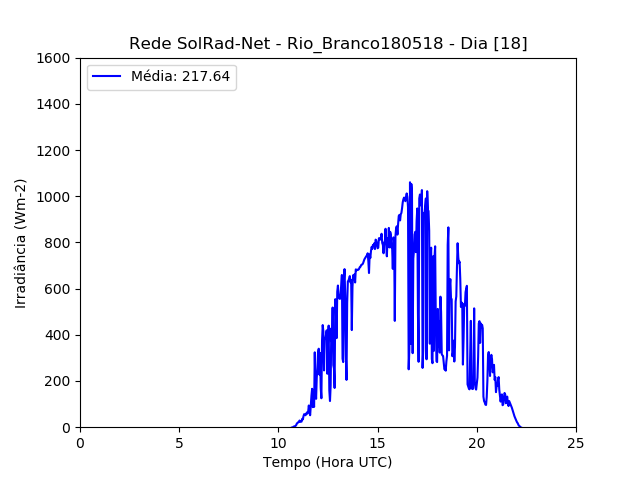 Rede SolRad-Net - Rio_Branco180518 - Dia [18]
Média: 217.64
Irradiância (Wm-2)
1600
1400
1200
1000
800
600
400
200
0
0 5 10 15 20 25
Tempo (Hora UTC)